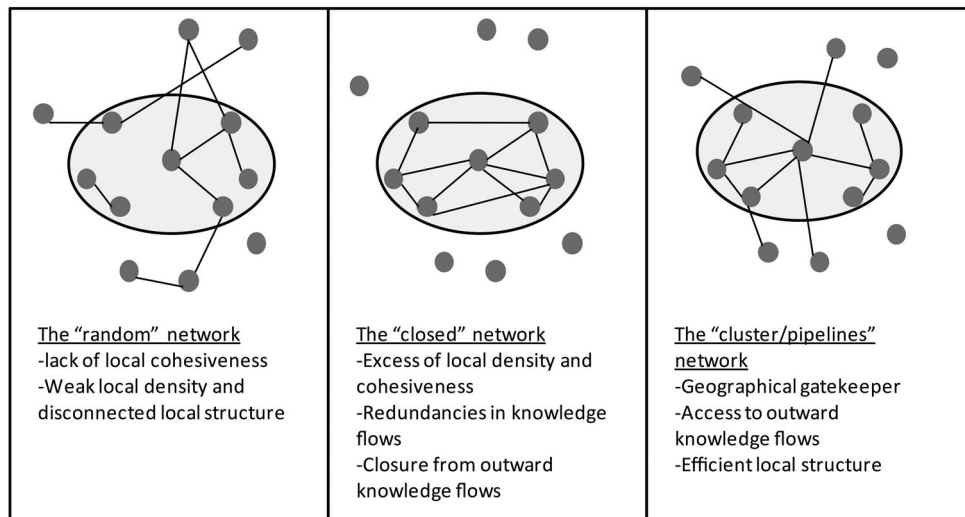 The “random” network
-lack of local cohesiveness
-Weak local density and
disconnected local structure
The “closed” network
-Excess of local density and
cohesiveness
-Redundancies in knowledge
flows
-Closure from outward
knowledge flows
The “cluster/pipelines”
network
-Geographical gatekeeper
-Access to outward
knowledge flows
-Efficient local structure